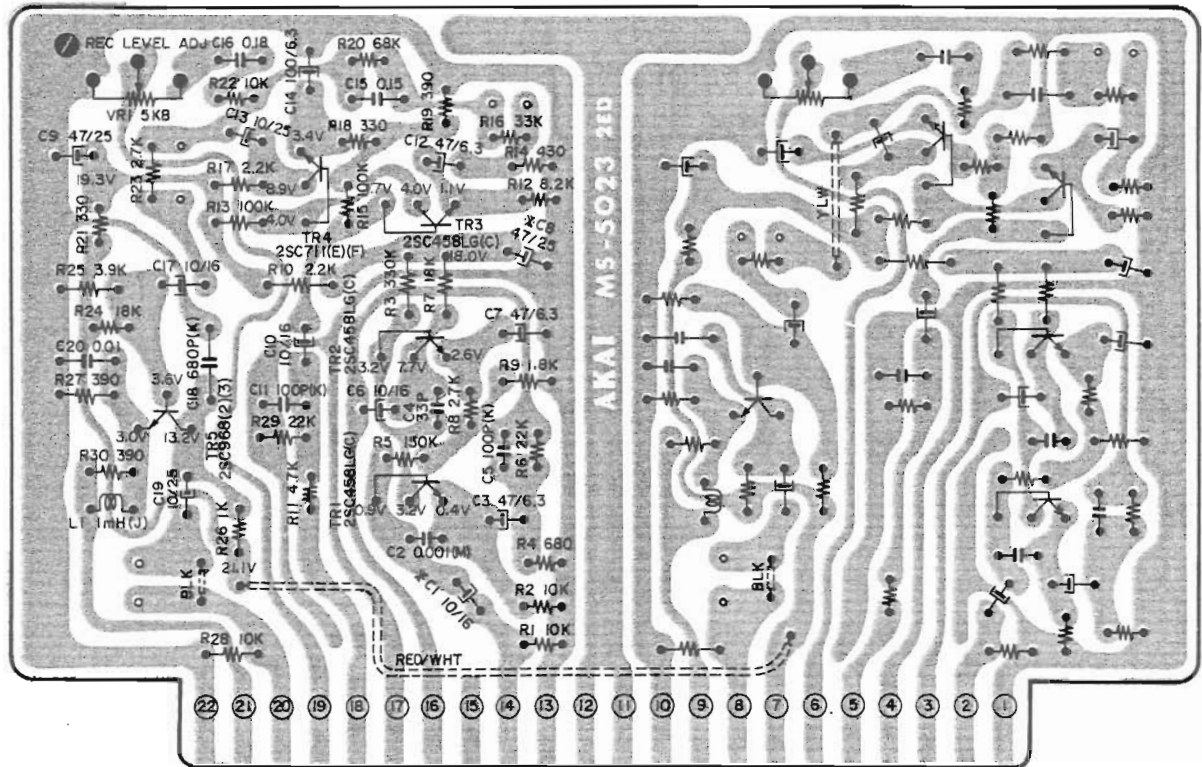 REC LEVEL ADJ
C16 0.18
C14 100/6.3
R20 68K
R22 10K
C15 0.15
R19 390
VR1 5KB
C13 10/25
3.4V
R18 330
R16 33K
C9 47/25
19.3V
R23 2.7K
C12 47/6.3
R14 430
R17 2.2K
8.9V
R15 100K
4.0V
1.1V
R12 8.2K
R13 100K
4.0V
TR3
2SC458LG(C)
18.0V
※C8
47/25
R21 330
TR4
2SC711(E)(F)
R25 3.9K
C17 10/16
R10 2.2K
R3 330K
R7 18K
R24 18K
C10
10/16
TR2
2SC458LG(C)
C7 47/6.3
C20 0.01
C18 680P(K)
3.2V
7.7V
2.6V
R9 1.8K
R27 390
3.6V
C11 100P(K)
C6 10/16
C4
33P
R8 2.7K
3.0V
13.2V
TR5
2SC968(2)(3)
R29 22K
R5 150K
C5 100P(K)
R6 22K
R30 390
C19
10/25
R11 4.7K
TR1
2SC458LG(C)
0.9V
3.2V
0.4V
C3 47/6.3
L1 1mH(J)
R26 1K
21.1V
C2 0.001(M)
R4 680
BLK
※C1 10/16
R2 10K
R28 10K
R1 10K
RED/WHT
AKAI M5-5023 2ED
YLW
BLK
22 21 20 19 18 17 16 15 14 13 12 11 10 9 8 7 6 5 4 3 2 1